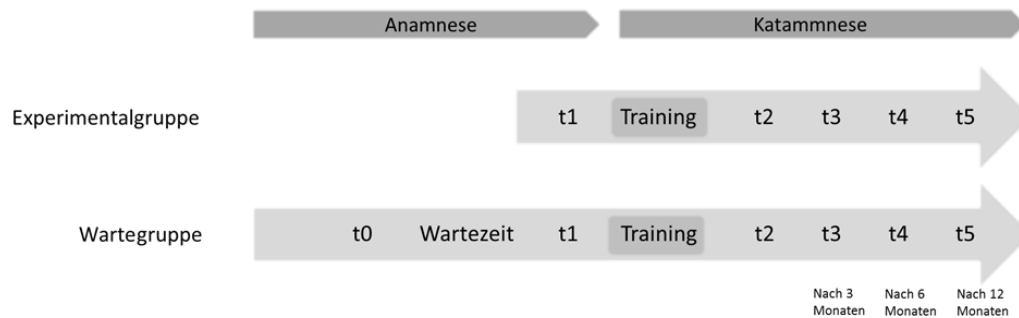 Anamnese Katammnese
Experimentalgruppe t1 Training t2 t3 t4 t5
Wartegruppe t0 Wartezeit t1 Training t2 t3 t4 t5
Nach 3 Nach 6 Nach 12
Monaten Monaten Monaten